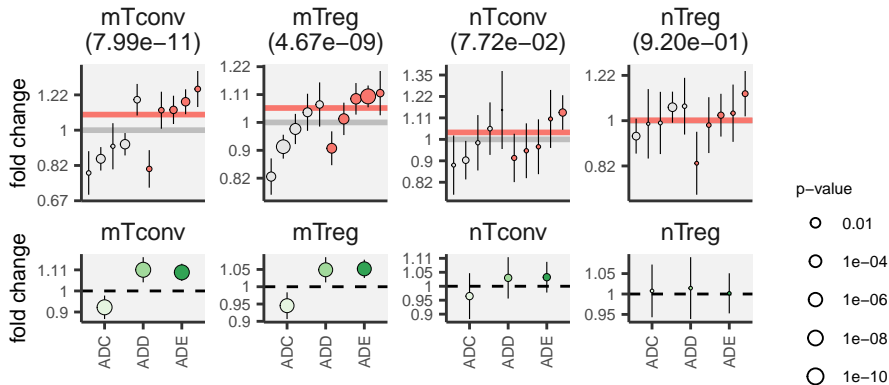 mTconv
(7.99e−11)
mTreg
(4.67e−09)
nTconv
(7.72e−02)
nTreg
(9.20e−01)
fold change
1.22
1
0.82
0.67
1.22
1.11
1
0.9
0.82
1.35
1.22
1.11
1
0.9
0.82
1.22
1
0.82
mTconv
mTreg
nTconv
nTreg
fold change
1.11
1
0.9
1.05
1
0.95
0.9
1.11
1.05
1
0.95
0.9
1.05
1
0.95
ADC
ADD
ADE
ADC
ADD
ADE
ADC
ADD
ADE
ADC
ADD
ADE
p−value
0.01
1e−04
1e−06
1e−08
1e−10